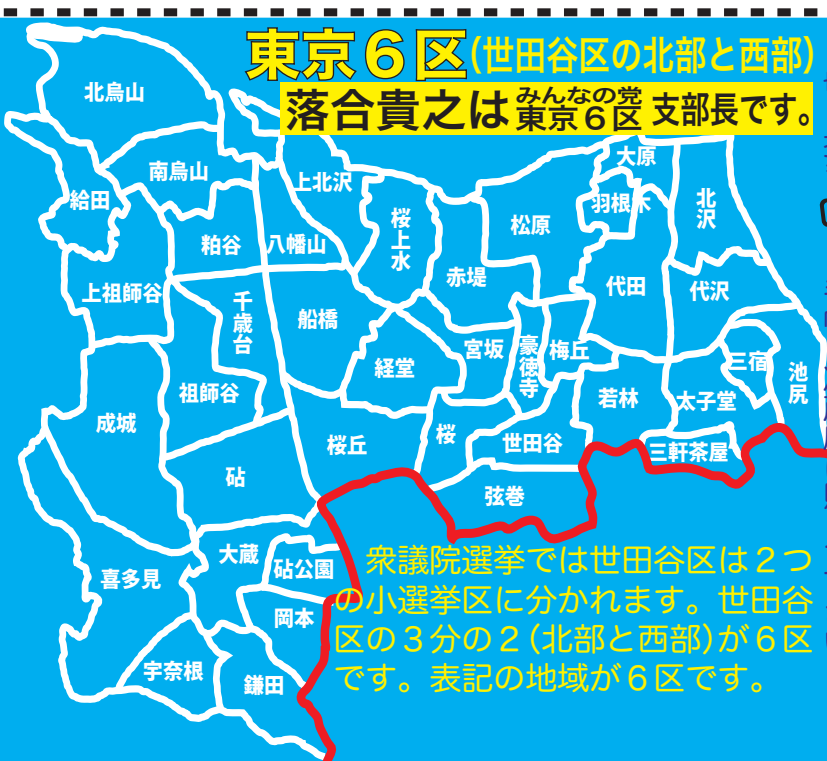 東京6区(世田谷区の北部と西部)
落合貴之は みんなの党 東京6区 支部長です。
北烏山
大原
南烏山
上北沢
給田
羽根木
北沢
桜上水
松原
粕谷
八幡山
赤堤
代田
代沢
上祖師谷
千歳台
船橋
宮坂
豪徳寺
梅丘
三宿
経堂
池尻
祖師谷
若林
太子堂
成城
桜丘
桜
世田谷
三軒茶屋
砧
弦巻
大蔵
砧公園
喜多見
岡本
宇奈根
鎌田
衆議院選挙では世田谷区は2つ
の小選挙区に分かれます。世田谷
区の3分の2(北部と西部)が6区
です。表記の地域が6区です。